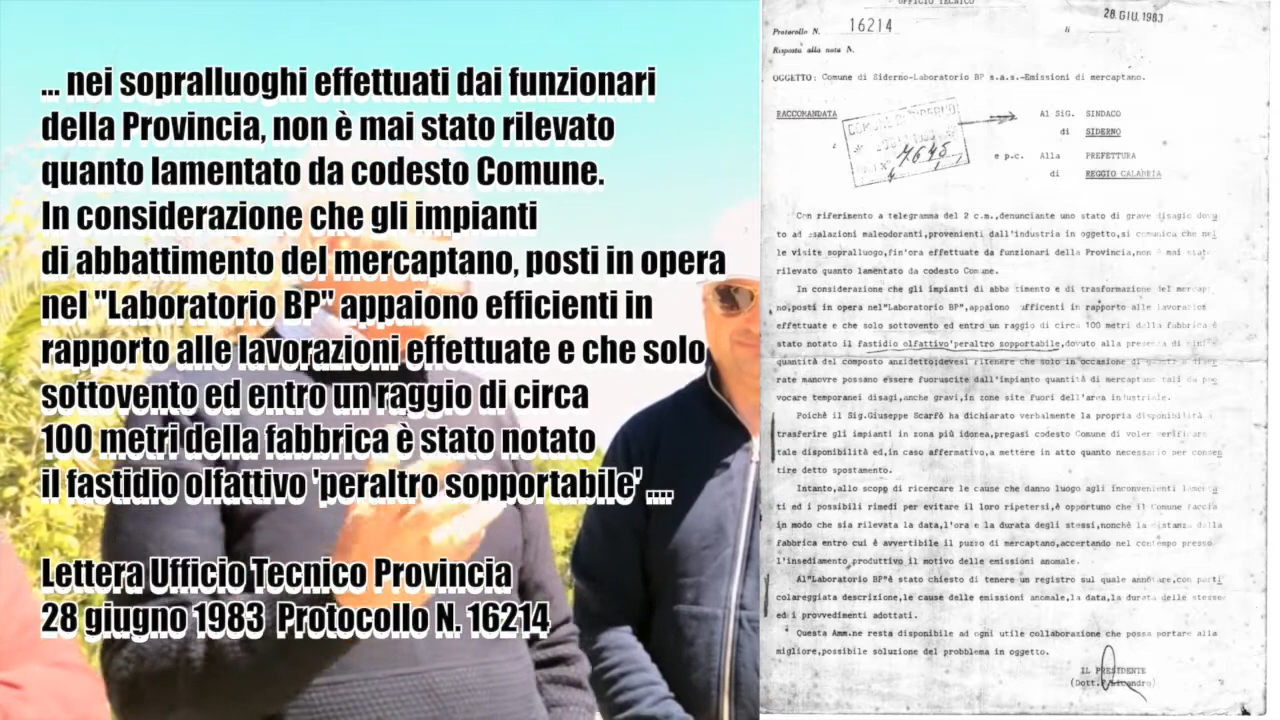 ... nei sopralluoghi effettuati dai funzionari
della Provincia, non è mai stato rilevato
quanto lamentato da codesto Comune.
In considerazione che gli impianti
di abbattimento del mercaptano, posti in opera
nel "Laboratorio BP" appaiono efficienti in
rapporto alle lavorazioni effettuate e che solo
sottovento ed entro un raggio di circa
100 metri della fabbrica è stato notato
il fastidio olfattivo 'peraltro sopportabile' ....
Lettera Ufficio Tecnico Provincia
28 giugno 1983 Protocollo N. 16214
UFFICIO TECNICO
Protocollo N. 16214
li 28. GIU. 1983
Risposta alla nota N.
OGGETTO: Comune di Siderno-Laboratorio BP s.a.s.-Emissioni di mercaptano.
RACCOMANDATA
COMUNE DI SIDERNO
7645
Al SiG. SINDACO
di SIDERNO
e p.c. Alla PREFETTURA
di REGGIO CALABRIA
Con riferimento a telegramma del 2 c.m.,denunciante uno stato di grave disagio
to ad esalazioni maleodoranti,provenienti dall'industria in oggetto,si comunica che
le visite sopralluogo,fin'ora effettuate da funzionari della Provincia,non è mai stato
rilevato quanto lamentato da codesto Comune.
In considerazione che gli impianti di abbattimento e di trasformazione del
no,posti in opera nel"Laboratorio BP",appaiono ufficenti in rapporto alle
effettuate e che solo sottovento ed entro un raggio di circa 100 metri della fabbrica è
stato notato il fastidio olfattivo'peraltro sopportabile,dovuto alla presenza di
quantità del composto anzidetto;devesi ritenere che solo in occasione di
rate manovre possano essere fuoruscite dall'impianto quantità di mercaptano tali da
vocare temporanei disagi,anche gravi,in zone site fuori dell'area industriale.
Poichè il Sig.Giuseppe Scarfò ha dichiarato verbalmente la propria disponibilità
trasferire gli impianti in zona più idonea,pregasi codesto Comune di voler verificare
tale disponibilità ed,in caso affermativo,a mettere in atto quanto necessario per consen
tire detto spostamento.
Intanto,allo scopo di ricercare le cause che danno luogo agli inconvenienti
ti ed i possibili rimedi per evitare il loro ripetersi,è opportuno che il Comune faccia
in modo che sia rilevata la data,l'ora e la durata degli stessi,nonchè la distanza dalla
fabbrica entro cui è avvertibile il puzzo di mercaptano,accertando nel contempo presso
l'insediamento produttivo il motivo delle emissioni anomale.
Al"Laboratorio BP"è stato chiesto di tenere un registro sul quale annotare,con parti
colareggiata descrizione,le cause delle emissioni anomale,la data,la durata delle stesse
ed i provvedimenti adottati.
Questa Amm.ne resta disponibile ad ogni utile collaborazione che possa portare alla
migliore,possibile soluzione del probblema in oggetto.
IL PRESIDENTE